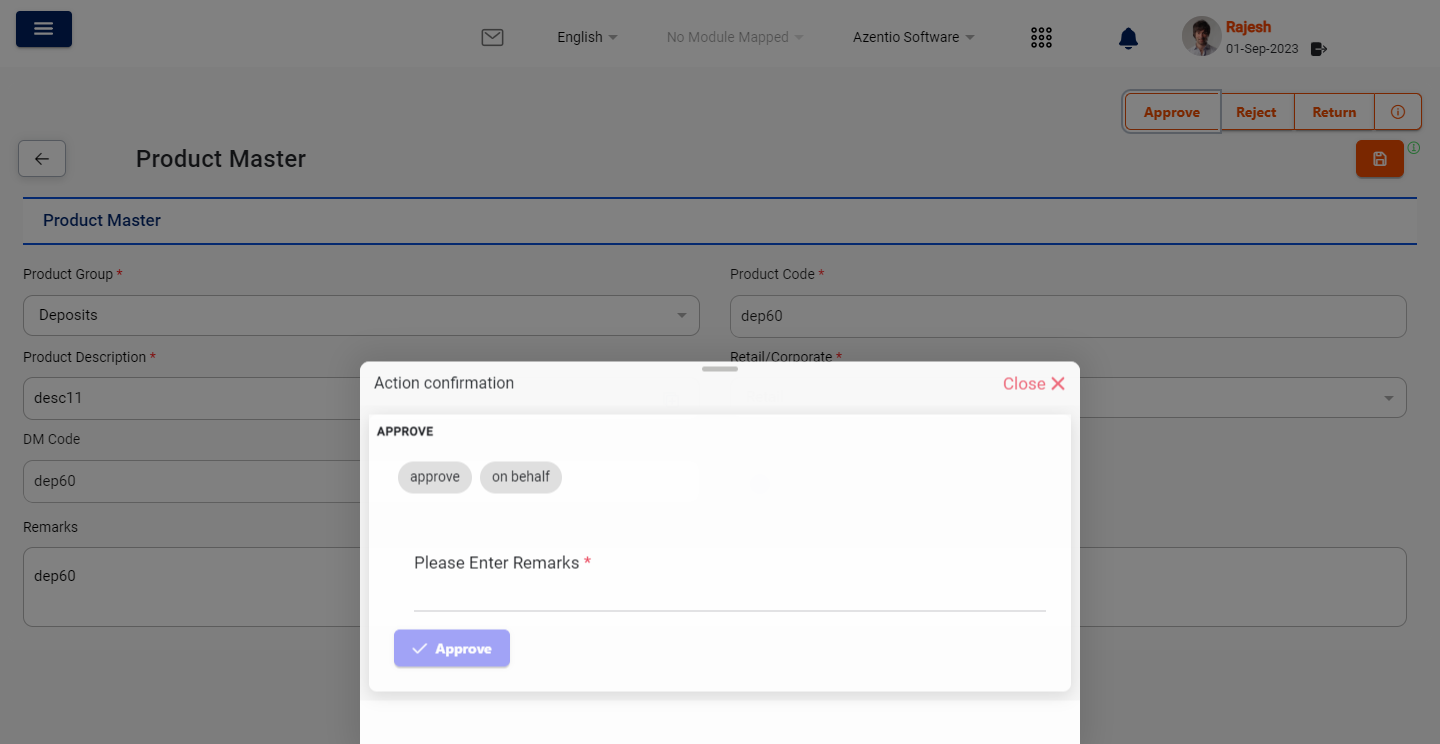 English
No Module Mapped
Azentio Software
Rajesh
01-Sep-2023
Approve
Reject
Return
Product Master
Product Master
Product Group *
Product Code *
Deposits
dep60
Product Description *
Retail/Corporate *
desc11
DM Code
dep60
Remarks
dep60
Action confirmation
Close
APPROVE
approve
on behalf
Please Enter Remarks *
Approve